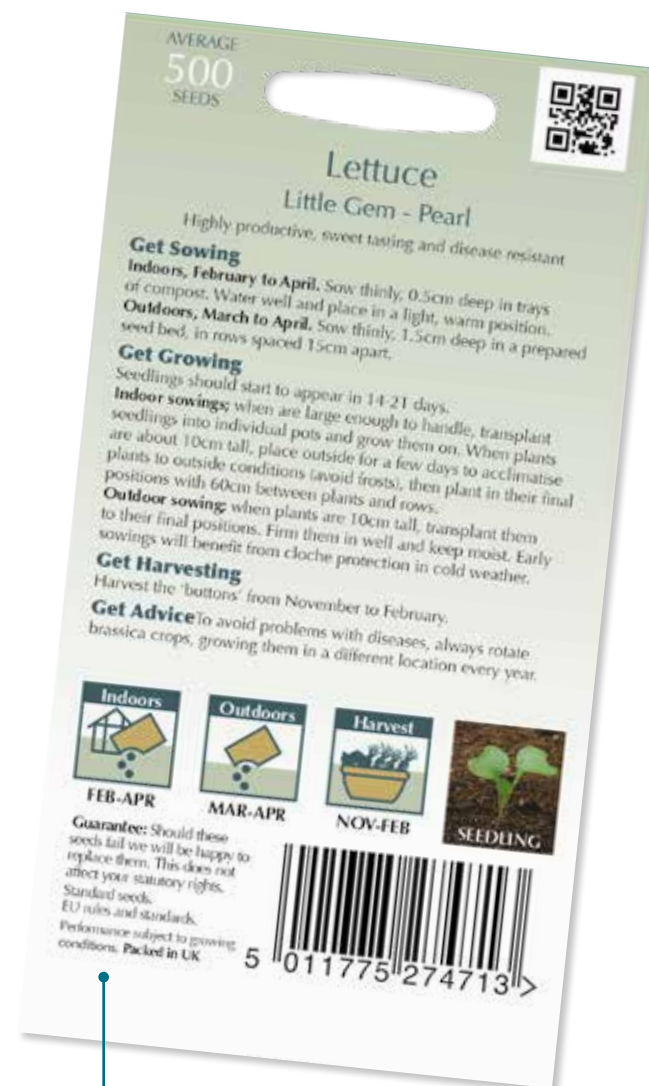 AVERAGE
500
SEEDS
Lettuce
Little Gem - Pearl
Highly productive, sweet tasting and disease resistant
Get Sowing
Indoors, February to April. Sow thinly, 0.5cm deep in trays
of compost. Water well and place in a light, warm position.
Outdoors, March to April. Sow thinly, 1.5cm deep in a prepared
seed bed, in rows spaced 15cm apart.
Get Growing
Seedlings should start to appear in 14-21 days.
Indoor sowings; when are large enough to handle, transplant
seedlings into individual pots and grow them on. When plants
are about 10cm tall, place outside for a few days to acclimatise
plants to outside conditions (avoid frosts), then plant in their final
positions with 60cm between plants and rows.
Outdoor sowing; when plants are 10cm tall, transplant them
to their final positions. Firm them in well and keep moist. Early
sowings will benefit from cloche protection in cold weather.
Get Harvesting
Harvest the 'buttons' from November to February.
Get AdviceTo avoid problems with diseases, always rotate
brassica crops, growing them in a different location every year.
Indoors
FEB-APR
Outdoors
MAR-APR
Harvest
NOV-FEB
SEEDLING
Guarantee: Should these
seeds fail we will be happy to
replace them. This does not
affect your statutory rights.
Standard seeds.
EU rules and standards.
Performance subject to growing
conditions. Packed in UK
5 011775 274713 >